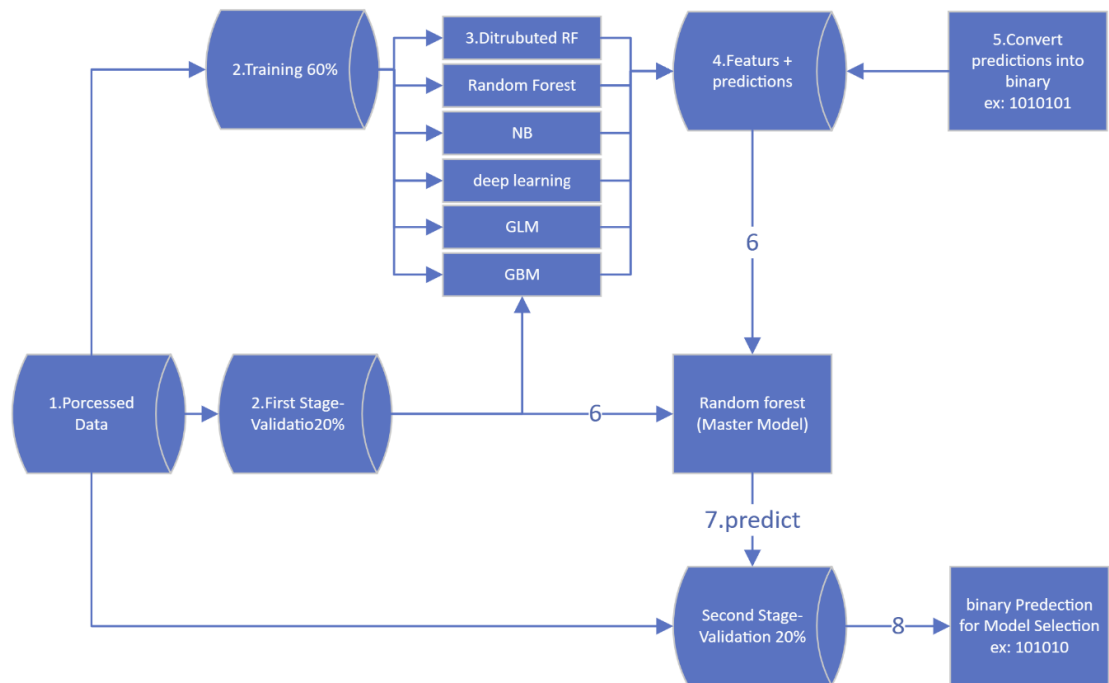 2.Training 60%
3.Ditrubuted RF
Random Forest
NB
deep learning
GLM
GBM
4.Featurs +
predictions
5.Convert
predictions into
binary
ex: 1010101
6
1.Porcessed
Data
2.First Stage-
Validatio20%
6
Random forest
(Master Model)
7.predict
Second Stage-
Validation 20%
8
binary Predection
for Model Selection
ex: 101010